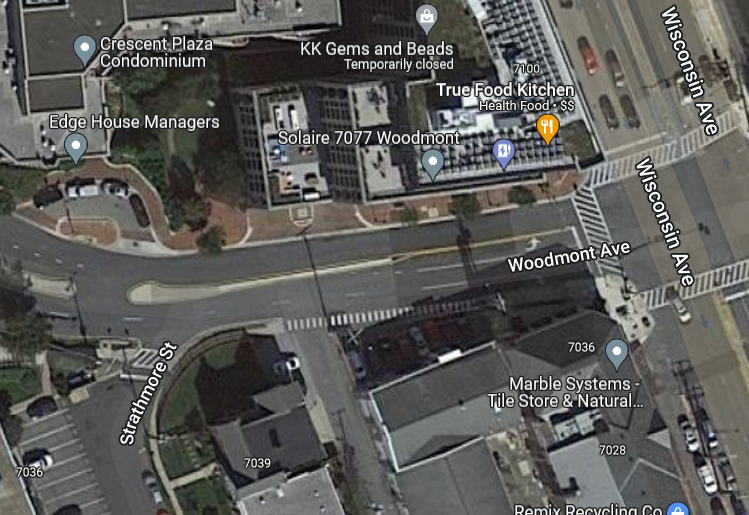 Crescent Plaza
Condominium
KK Gems and Beads
Temporarily closed
Wisconsin Ave
7100
True Food Kitchen
Health Food • $$
Edge House Managers
Solaire 7077 Woodmont
Wisconsin Ave
Woodmont Ave
Strathmore St
7036
Marble Systems -
Tile Store & Natural...
7036
7039
7028
Remix Recycling Co